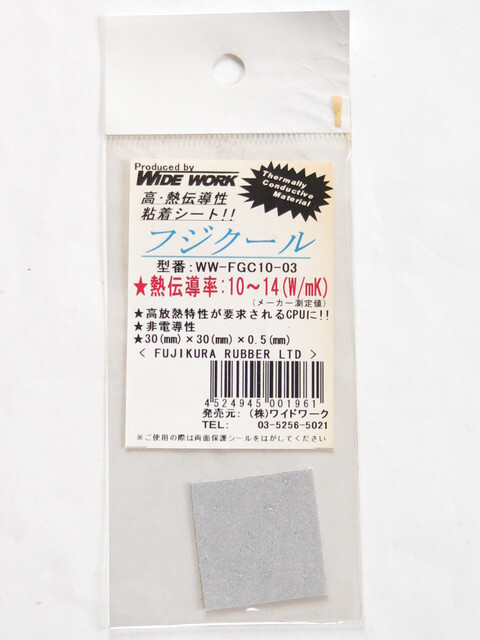 Produced by
WIDE WORK
Thermally
Conductive
Material
高・熱伝導性
粘着シート!!
フジクール
型番:WW-FGC10-03
★熱伝導率:10～14(W/mK)
(メーカー測定値)
★高放熱特性が要求されるCPUに!!
★非電導性
★30(mm)×30(mm)×0.5(mm)
< FUJIKURA RUBBER LTD >
4524945 001961
発売元: (株)ワイドワーク
TEL: 03-5256-5021
※ご使用の際は両面保護シールをはがしてください